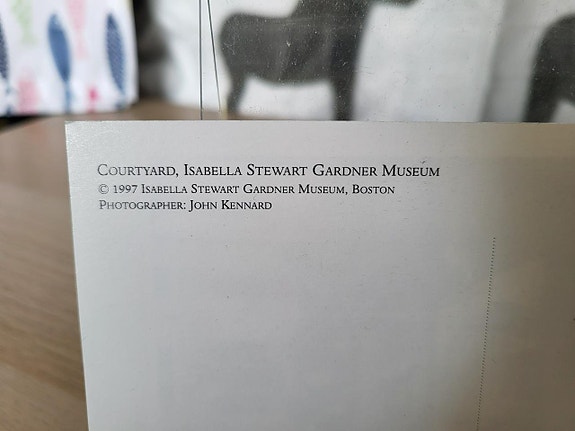 Courtyard, Isabella Stewart Gardner Museum
© 1997 Isabella Stewart Gardner Museum, Boston
Photographer: John Kennard